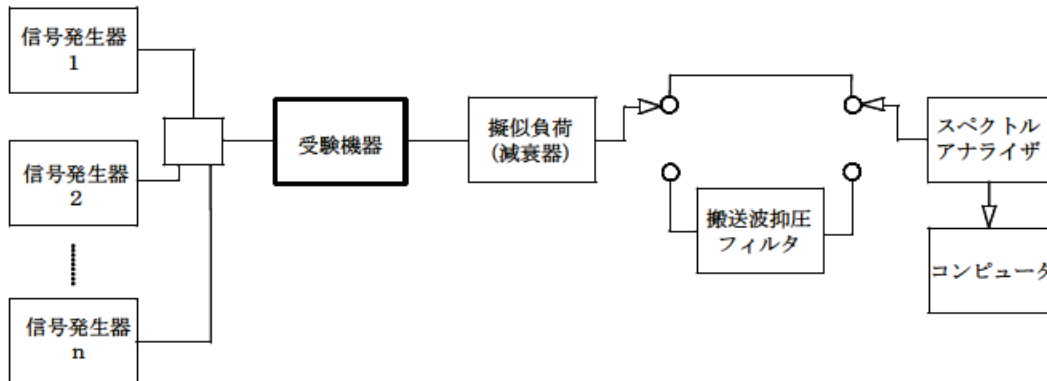 信号発生器
1
信号発生器
2
信号発生器
n
受験機器
擬似負荷
(減衰器)
搬送波抑圧
フィルタ
スペクトル
アナライザ
コンピュータ